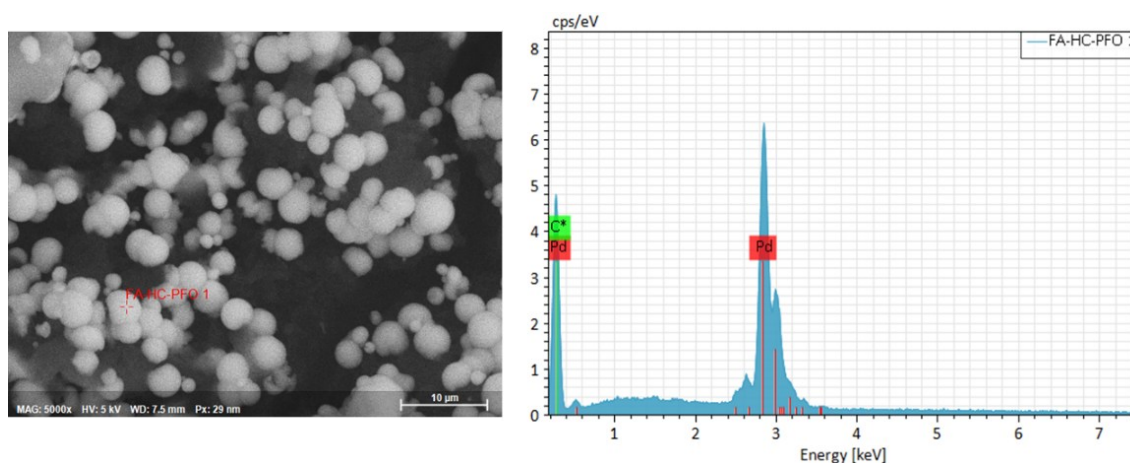 FA-HC-PFO 1
MAG: 5000x HV: 5 kV WD: 7.5 mm Px: 29 nm
10 µm
cps/eV
FA-HC-PFO
8
7
6
5
4
3
2
1
0
C*
Pd
Pd
1 2 3 4 5 6 7
Energy [keV]